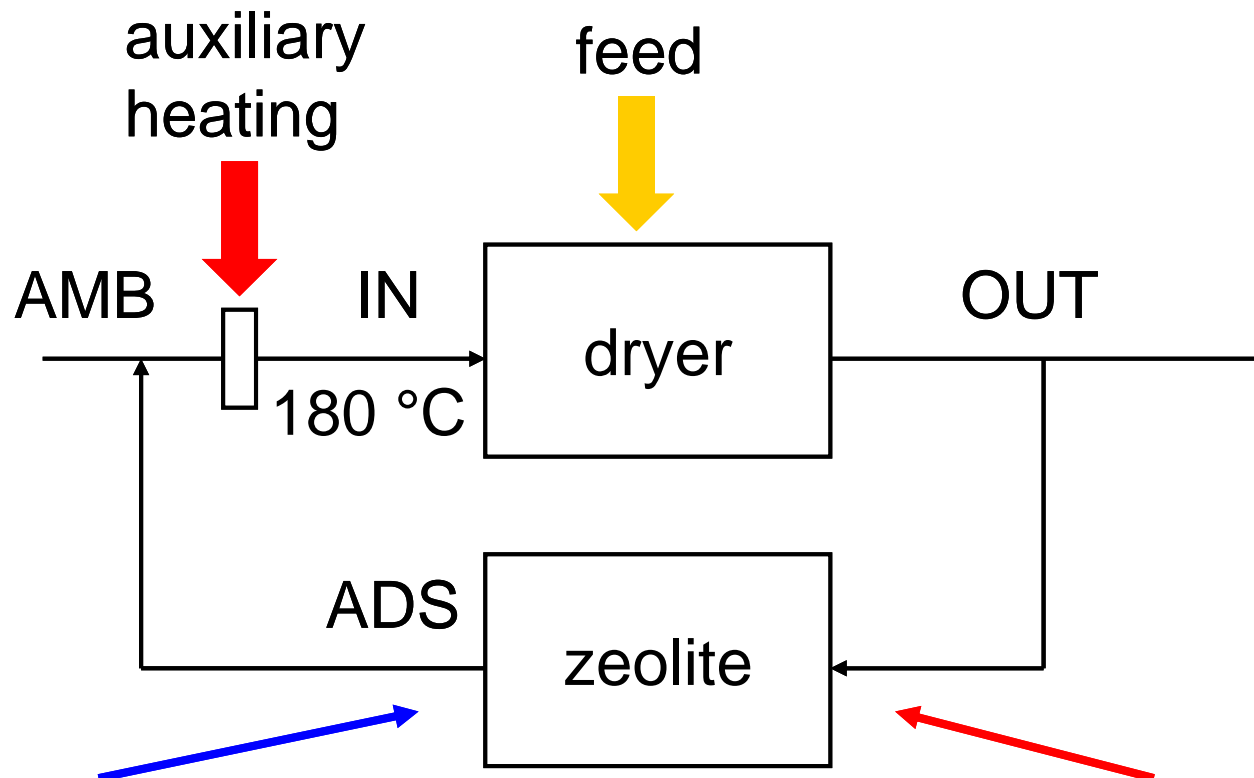 auxiliary
heating
feed
AMB
IN
OUT
dryer
180 °C
ADS
zeolite